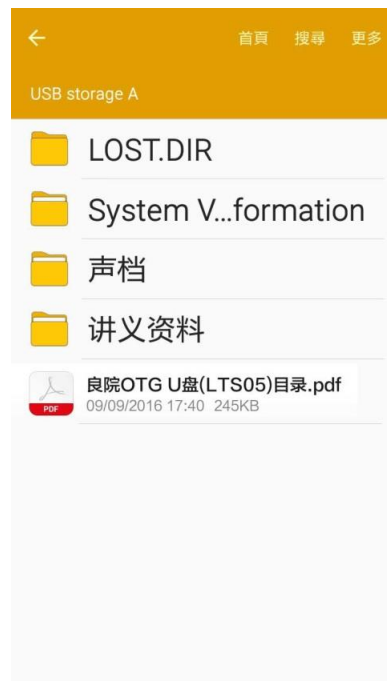 首頁 搜尋 更多
USB storage A
LOST.DIR
System V...formation
声档
讲义资料
良院OTG U盘(LTS05)目录.pdf
PDF
09/09/2016 17:40 245KB